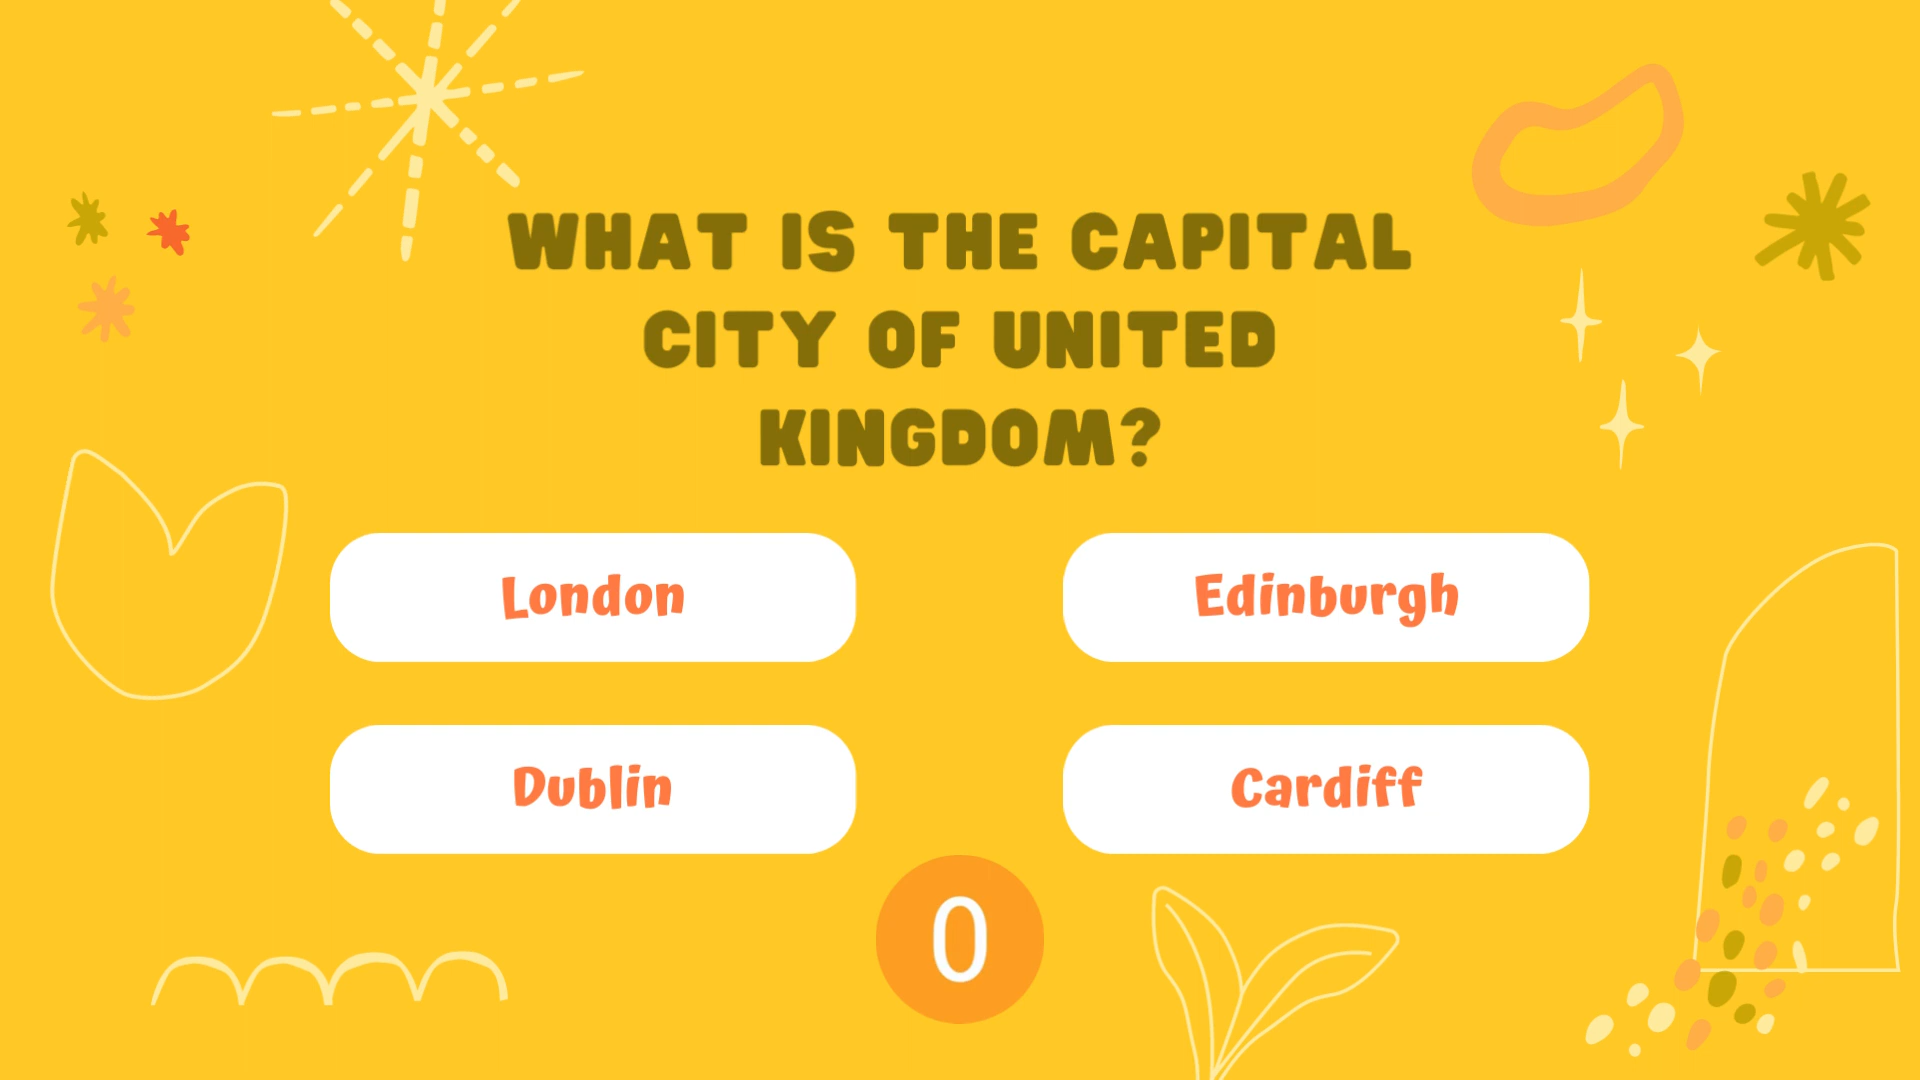 WHAT IS THE CAPITAL
CITY OF UNITED
KINGDOM?
London
Edinburgh
Dublin
Cardiff
0